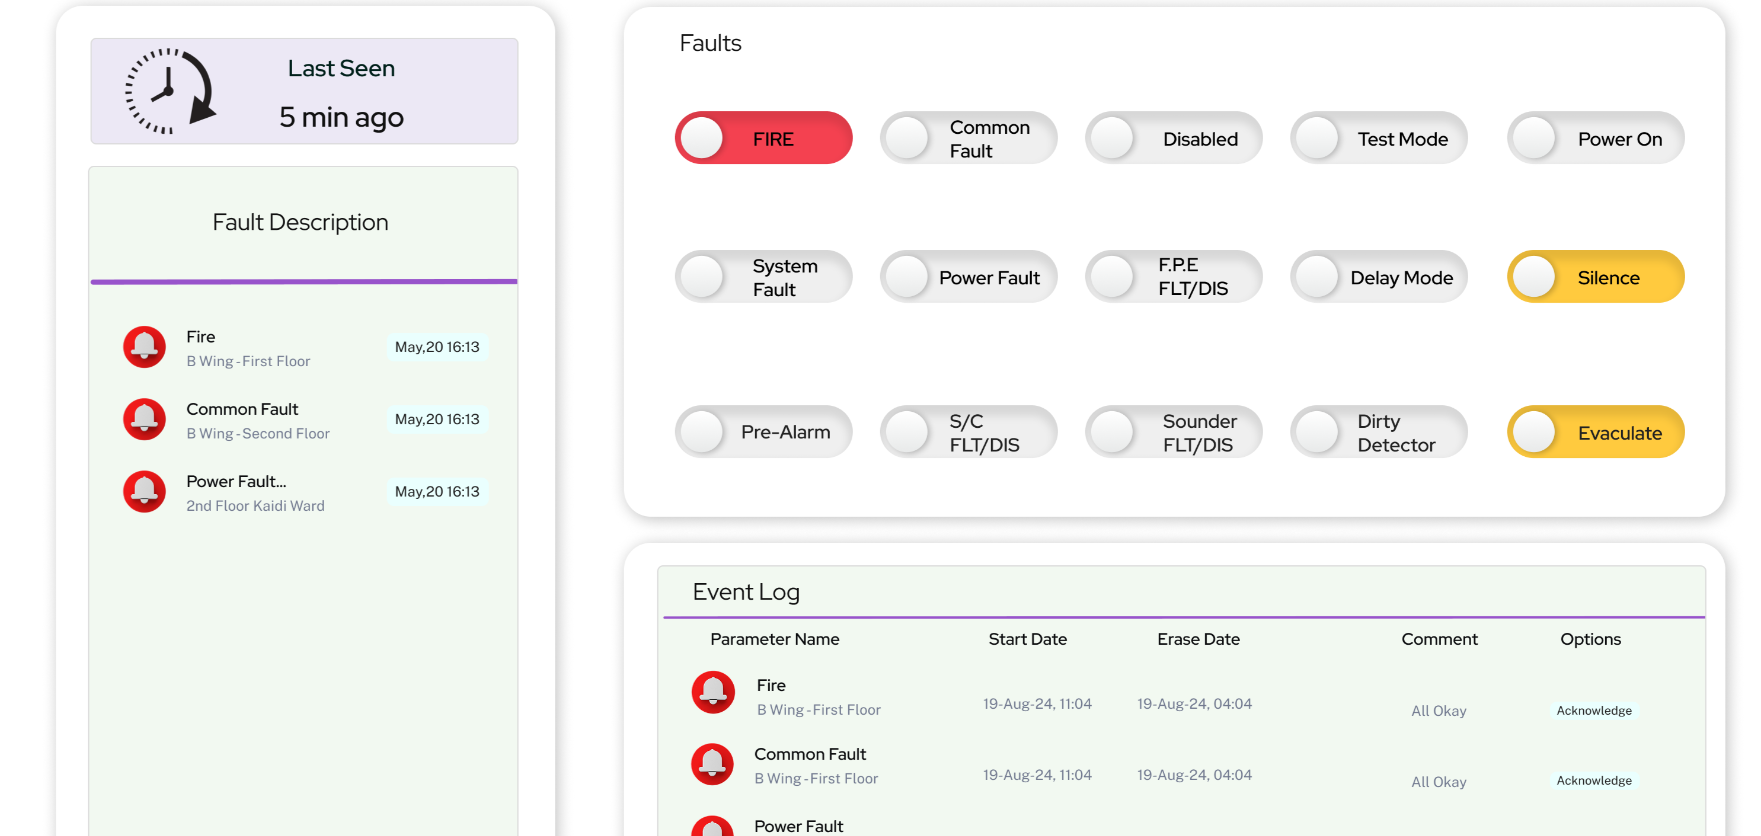 Last Seen
5 min ago
Fault Description
Fire
B Wing - First Floor
May,20 16:13
Common Fault
B Wing - Second Floor
May,20 16:13
Power Fault...
2nd Floor Kaidi Ward
May,20 16:13
Faults
FIRE
Common
Fault
Disabled
Test Mode
Power On
System
Fault
Power Fault
F.P.E
FLT/DIS
Delay Mode
Silence
Pre-Alarm
S/C
FLT/DIS
Sounder
FLT/DIS
Dirty
Detector
Evaculate
Event Log
Parameter Name
Start Date
Erase Date
Comment
Options
Fire
B Wing - First Floor
19-Aug-24, 11:04
19-Aug-24, 04:04
All Okay
Acknowledge
Common Fault
B Wing - First Floor
19-Aug-24, 11:04
19-Aug-24, 04:04
All Okay
Acknowledge
Power Fault